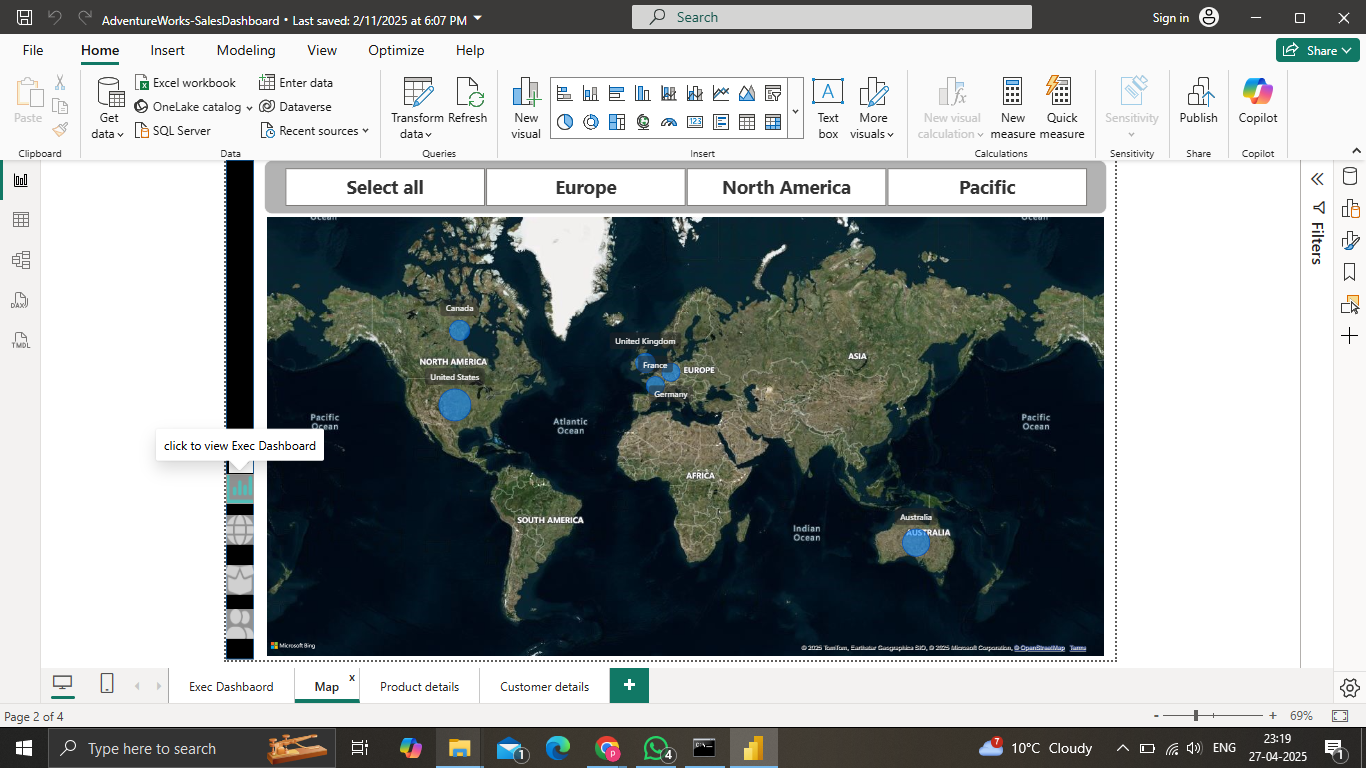 AdventureWorks-SalesDashboard • Last saved: 2/11/2025 at 6:07 PM
Search
Sign in
File Home Insert Modeling View Optimize Help
Share
Paste
Get data
Excel workbook
OneLake catalog
SQL Server
Enter data
Dataverse
Recent sources
Transform data
Refresh
New visual
123
A
Text box
More visuals
New visual calculation
New measure
Quick measure
Sensitivity
Publish
Copilot
Clipboard Data Queries Insert Calculations Sensitivity Share Copilot
DAX
TMDL
Select all Europe North America Pacific
Filters
Ocean
Ocean
Canada
United Kingdom
NORTH AMERICA
France
EUROPE
ASIA
United States
Germany
Pacific
Ocean
Atlantic
Ocean
Pacific
Ocean
click to view Exec Dashboard
AFRICA
SOUTH AMERICA
Indian
Ocean
Australia
AUSTRALIA
Microsoft Bing
© 2025 TomTom, Earthstar Geographics SIO, © 2025 Microsoft Corporation, © OpenStreetMap Terms
Exec Dashbaord Map x Product details Customer details +
Page 2 of 4
- + 69%
Type here to search
1
P
4
7
10°C Cloudy
ENG
23:19
27-04-2025
1